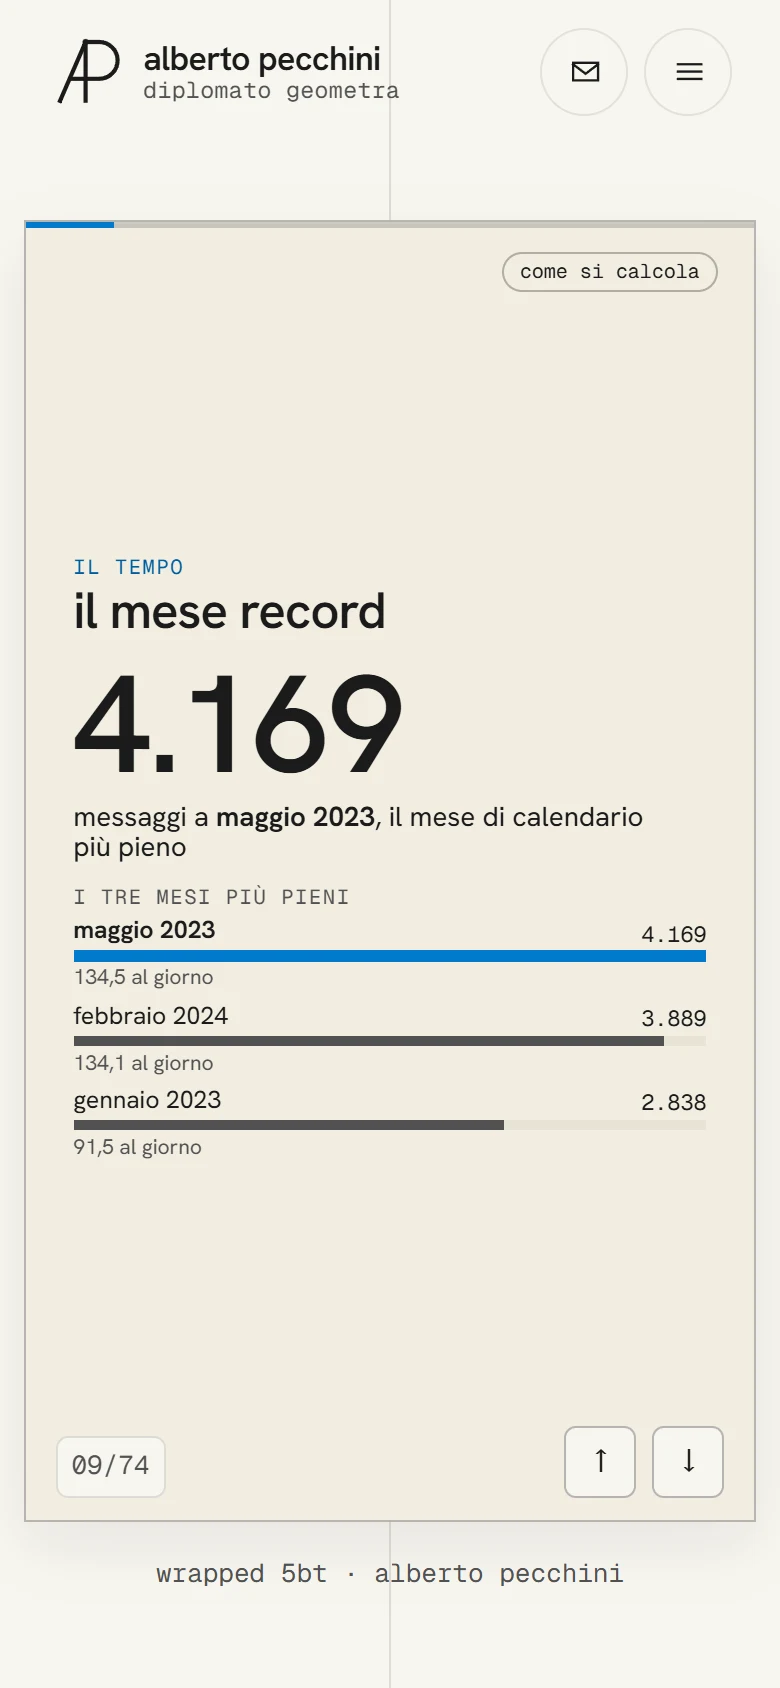 alberto pecchini
diplomato geometra
come si calcola
IL TEMPO
il mese record
4.169
messaggi a maggio 2023, il mese di calendario
più pieno
I TRE MESI PIÙ PIENI
maggio 2023 4.169
134,5 al giorno
febbraio 2024 3.889
134,1 al giorno
gennaio 2023 2.838
91,5 al giorno
09/74 ↑ ↓
wrapped 5bt · alberto pecchini